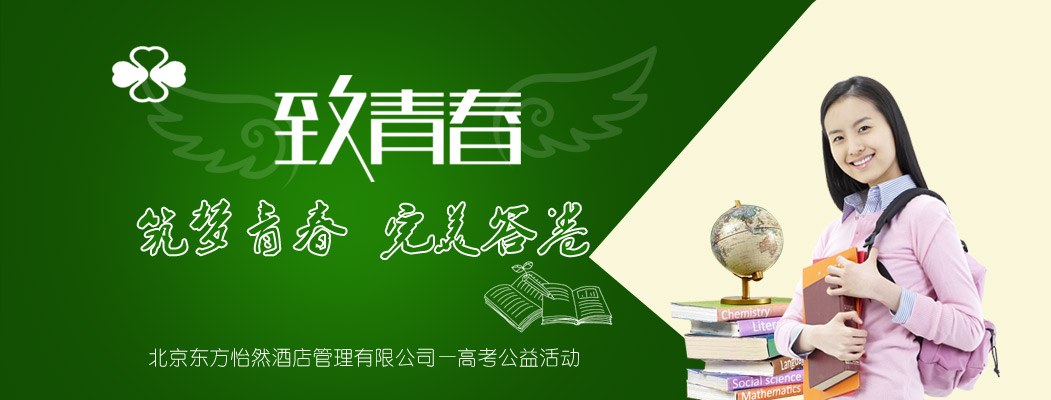 致青春
筑梦青春 完美答卷
北京东方怡然酒店管理有限公司—高考公益活动
Chemistry
Liter
Langu
Social science
Mathematics